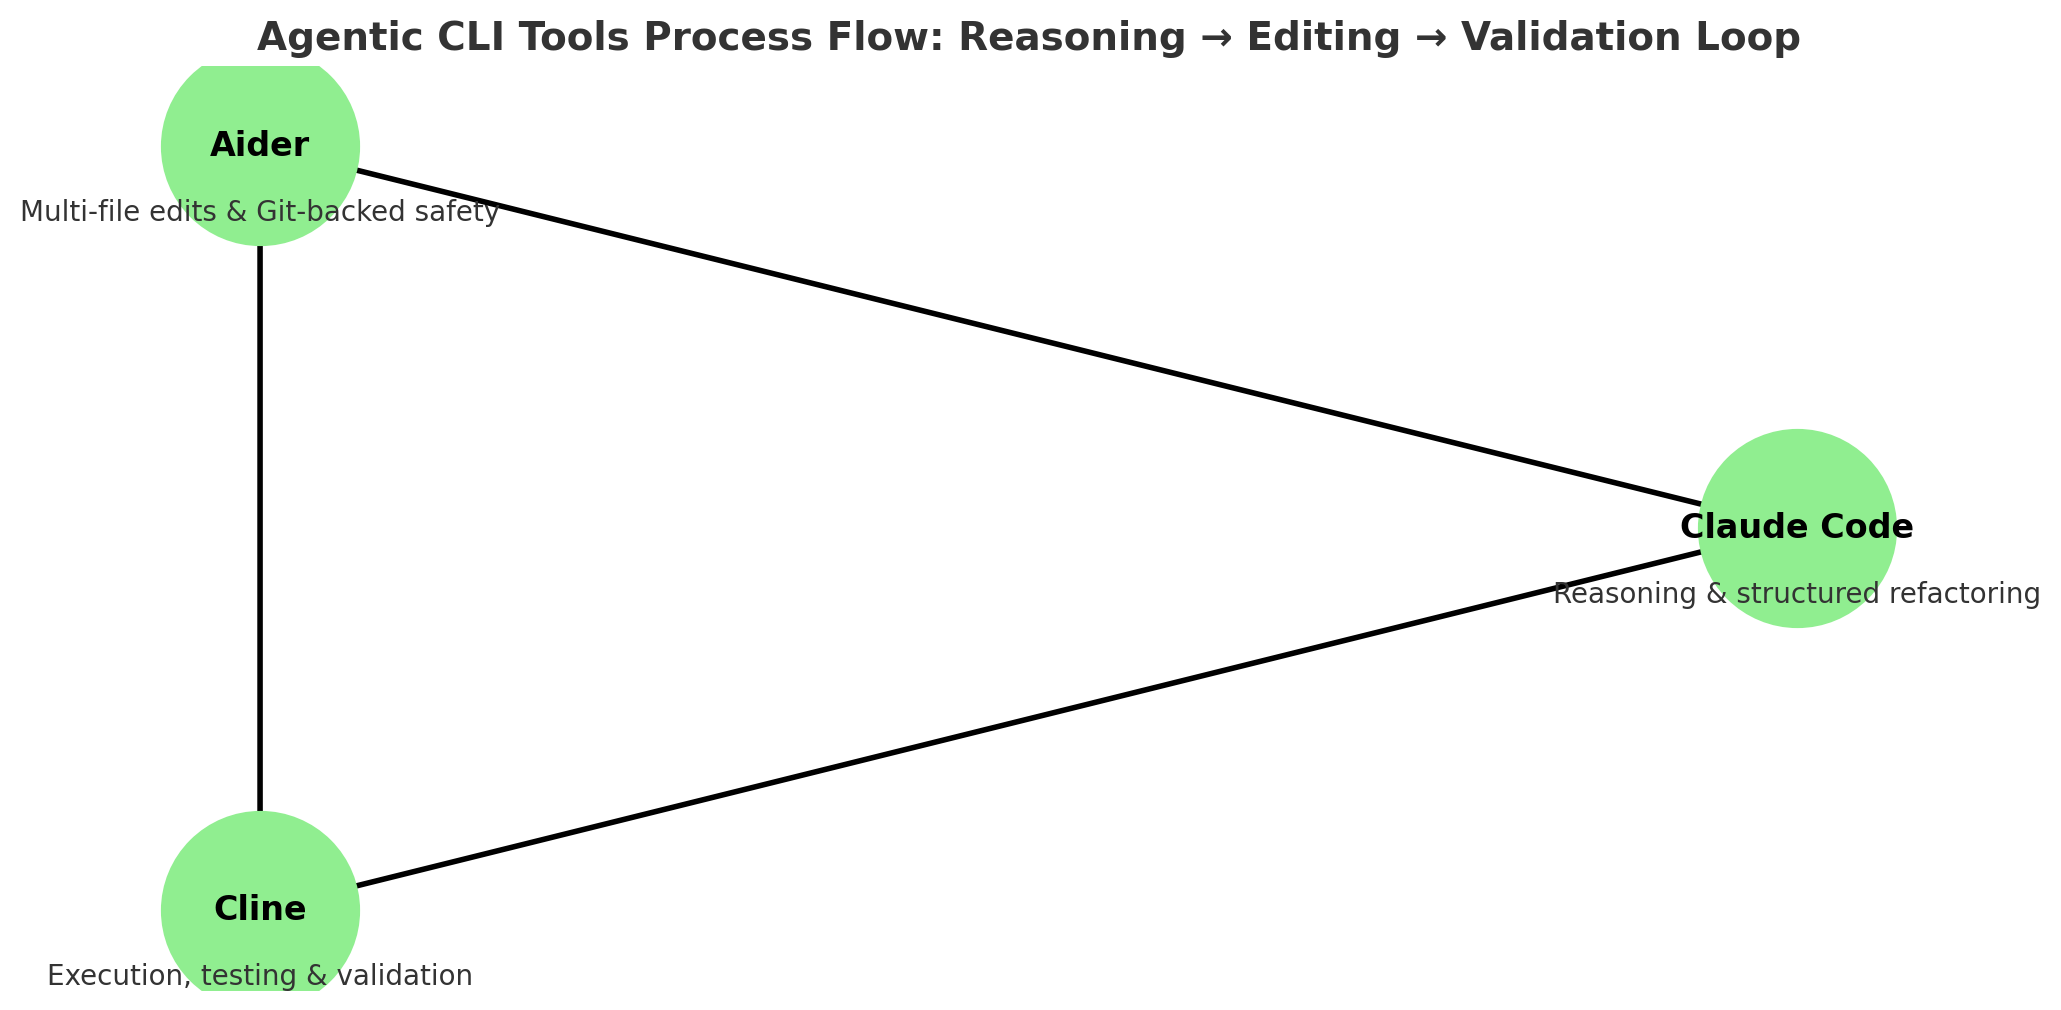 Agentic CLI Tools Process Flow: Reasoning → Editing → Validation Loop
Aider
Multi-file edits & Git-backed safety
Claude Code
Reasoning & structured refactoring
Cline
Execution, testing & validation